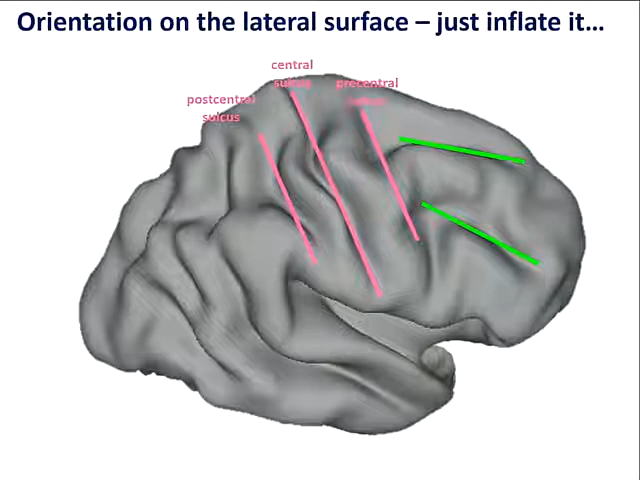 Orientation on the lateral surface – just inflate it...
central
sulcus
precentral
sulcus
postcentral
sulcus